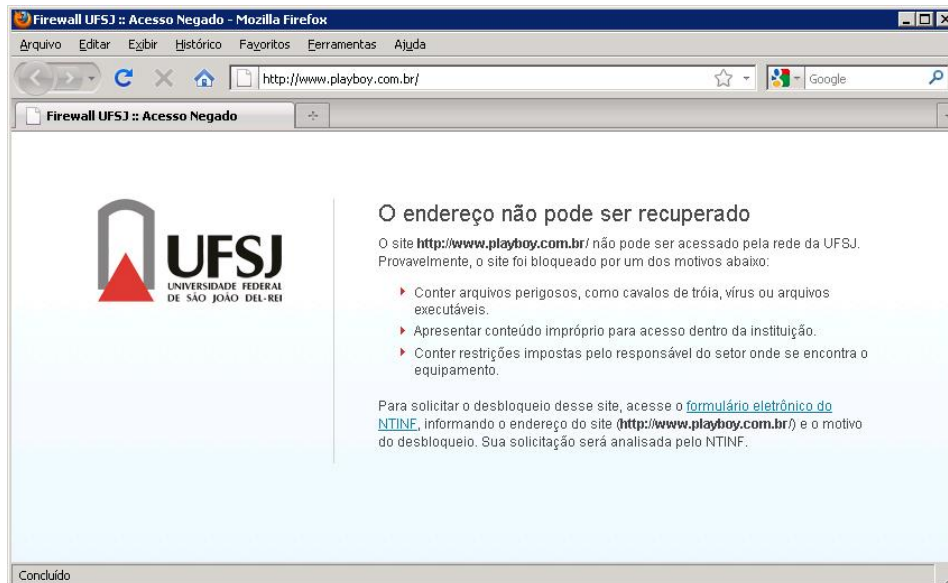 Firewall UFSJ :: Acesso Negado - Mozilla Firefox
Arquivo Editar Exibir Histórico Favoritos Ferramentas Ajuda
http://www.playboy.com.br/ Google
Firewall UFSJ :: Acesso Negado
UFSJ
UNIVERSIDADE FEDERAL
DE SÃO JOÃO DEL-REI
O endereço não pode ser recuperado
O site http://www.playboy.com.br/ não pode ser acessado pela rede da UFSJ.
Provavelmente, o site foi bloqueado por um dos motivos abaixo:
Conter arquivos perigosos, como cavalos de tróia, vírus ou arquivos
executáveis.
Apresentar conteúdo impróprio para acesso dentro da instituição.
Conter restrições impostas pelo responsável do setor onde se encontra o
equipamento.
Para solicitar o desbloqueio desse site, acesse o formulário eletrônico do
NTINF, informando o endereço do site (http://www.playboy.com.br/) e o motivo
do desbloqueio. Sua solicitação será analisada pelo NTINF.
Concluído